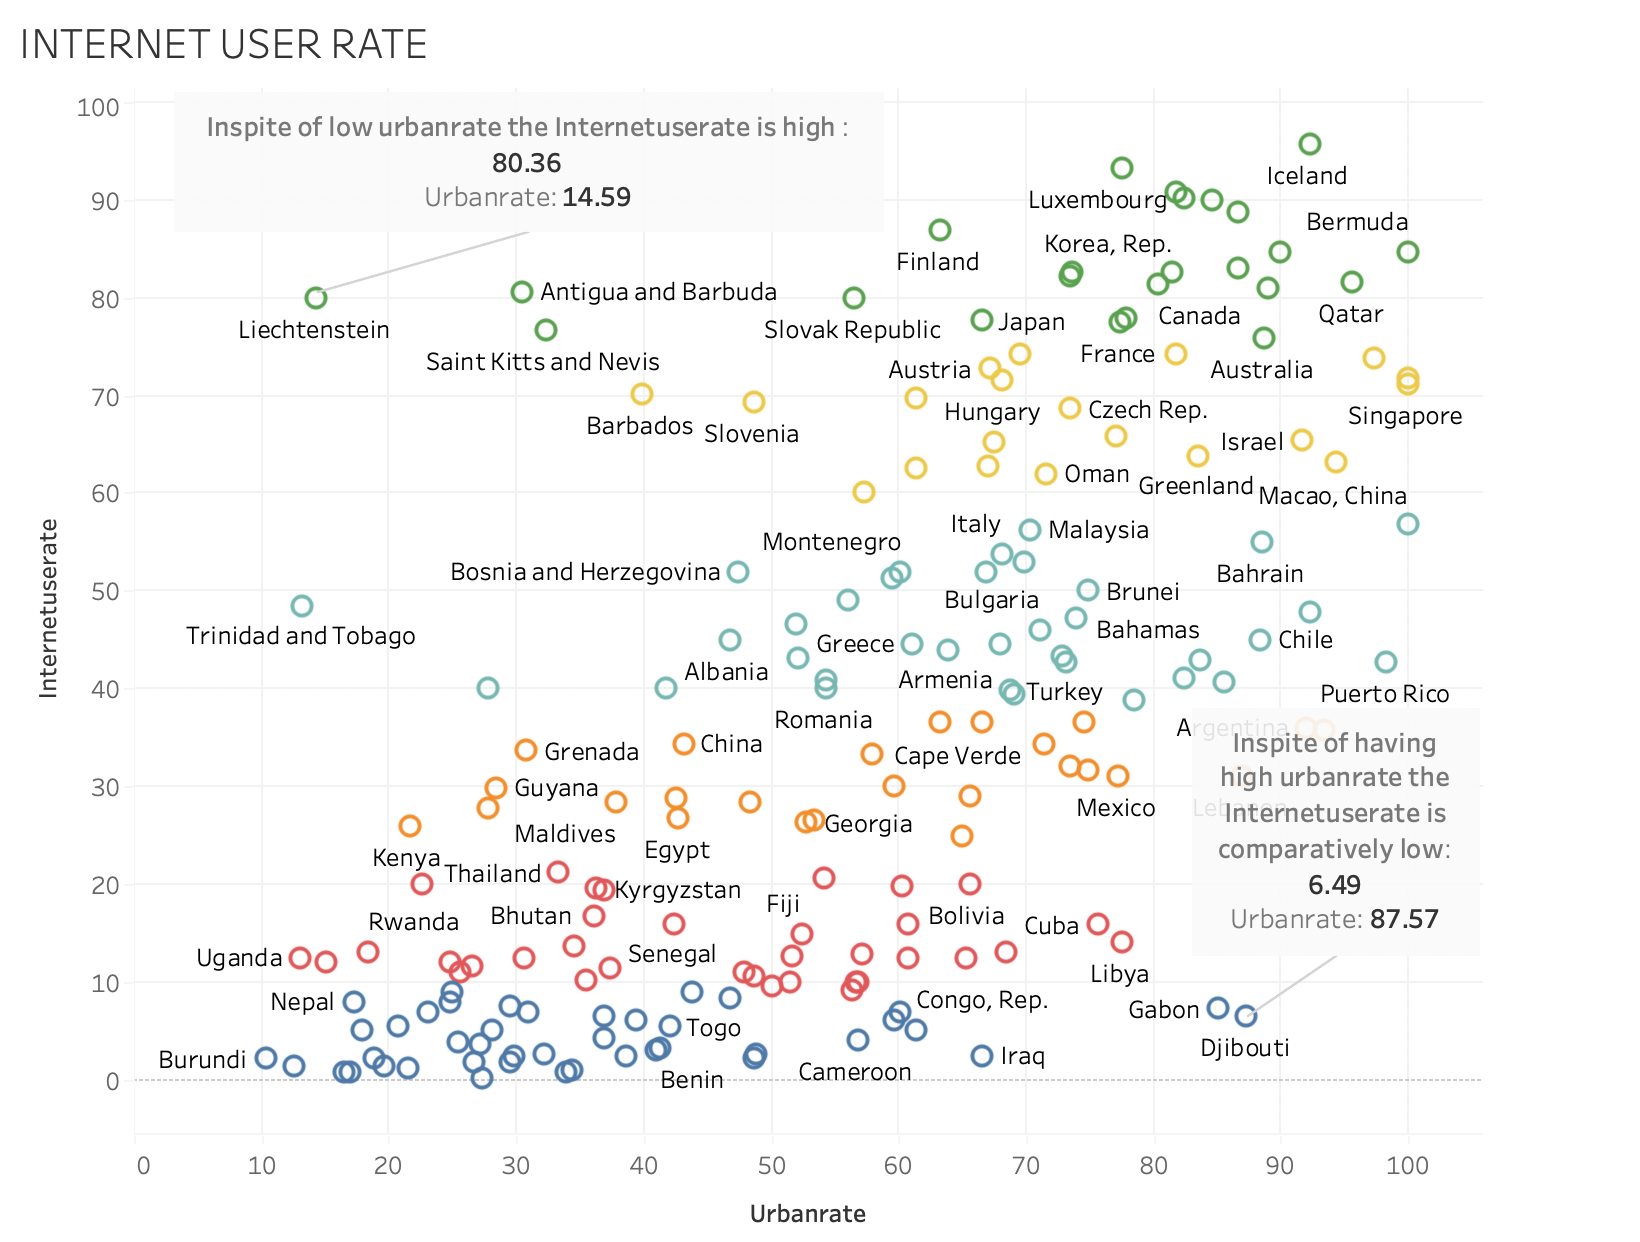 INTERNET USER RATE
100
Inspite of low urbanrate the Internetuserate is high :
80.36
Urbanrate: 14.59
Iceland
90
Luxembourg
Bermuda
Korea, Rep.
Finland
80
Antigua and Barbuda
Liechtenstein
Slovak Republic
Japan
Canada
Qatar
Saint Kitts and Nevis
Austria
France
Australia
70
Barbados
Slovenia
Hungary
Czech Rep.
Singapore
Israel
Oman
Greenland
Macao, China
60
Italy
Malaysia
Montenegro
Bosnia and Herzegovina
Bahrain
50
Bulgaria
Brunei
Trinidad and Tobago
Greece
Bahamas
Chile
Albania
Armenia
Turkey
Puerto Rico
40
Romania
Argentina
Grenada
China
Cape Verde
Inspite of having
high urbanrate the
Internetuserate is
comparatively low:
6.49
Urbanrate: 87.57
30
Guyana
Mexico
Lebanon
Maldives
Egypt
Georgia
Kenya
Thailand
20
Kyrgyzstan
Fiji
Rwanda
Bhutan
Bolivia
Cuba
Uganda
Senegal
Libya
10
Nepal
Congo, Rep.
Gabon
Togo
Djibouti
Burundi
Benin
Cameroon
Iraq
0
Internetuserate
0 10 20 30 40 50 60 70 80 90 100
Urbanrate